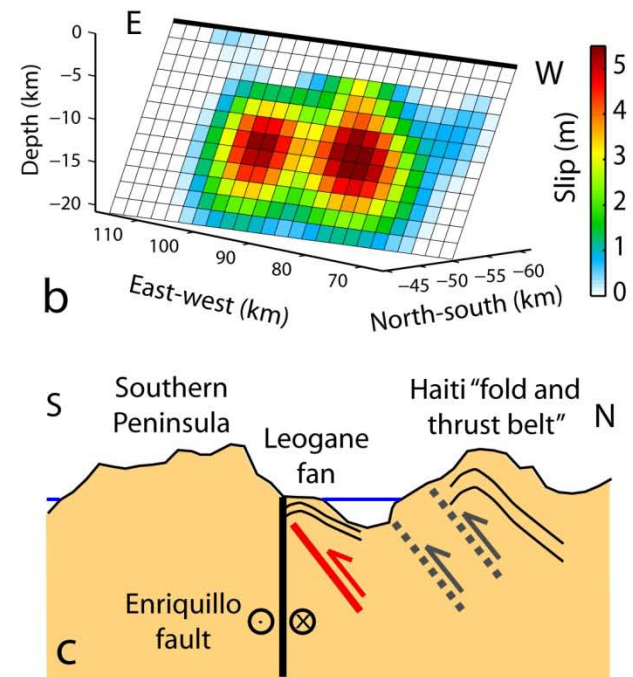 E
W
0
−5
−10
−15
−20
Depth (km)
110
100
90
80
70
East-west (km)
−45
−50
−55
−60
North-south (km)
5
4
3
2
1
0
Slip (m)
b
S
Southern
Peninsula
Leogane
fan
Haiti “fold and
thrust belt”
N
Enriquillo
fault
c